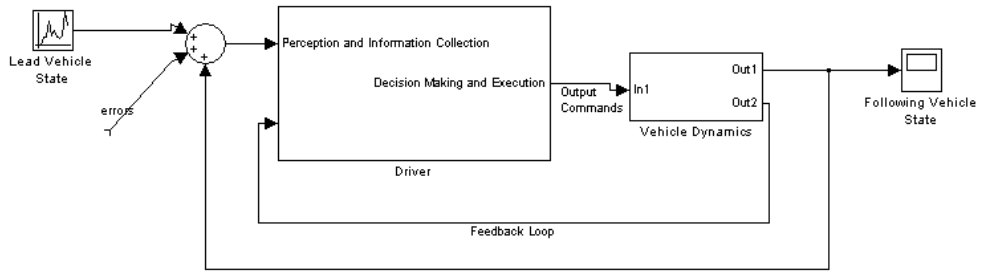 Lead Vehicle
State
errors
+
+
+
Perception and Information Collection
Decision Making and Execution
Driver
Output
Commands
In1
Out1
Out2
Vehicle Dynamics
Following Vehicle
State
Feedback Loop